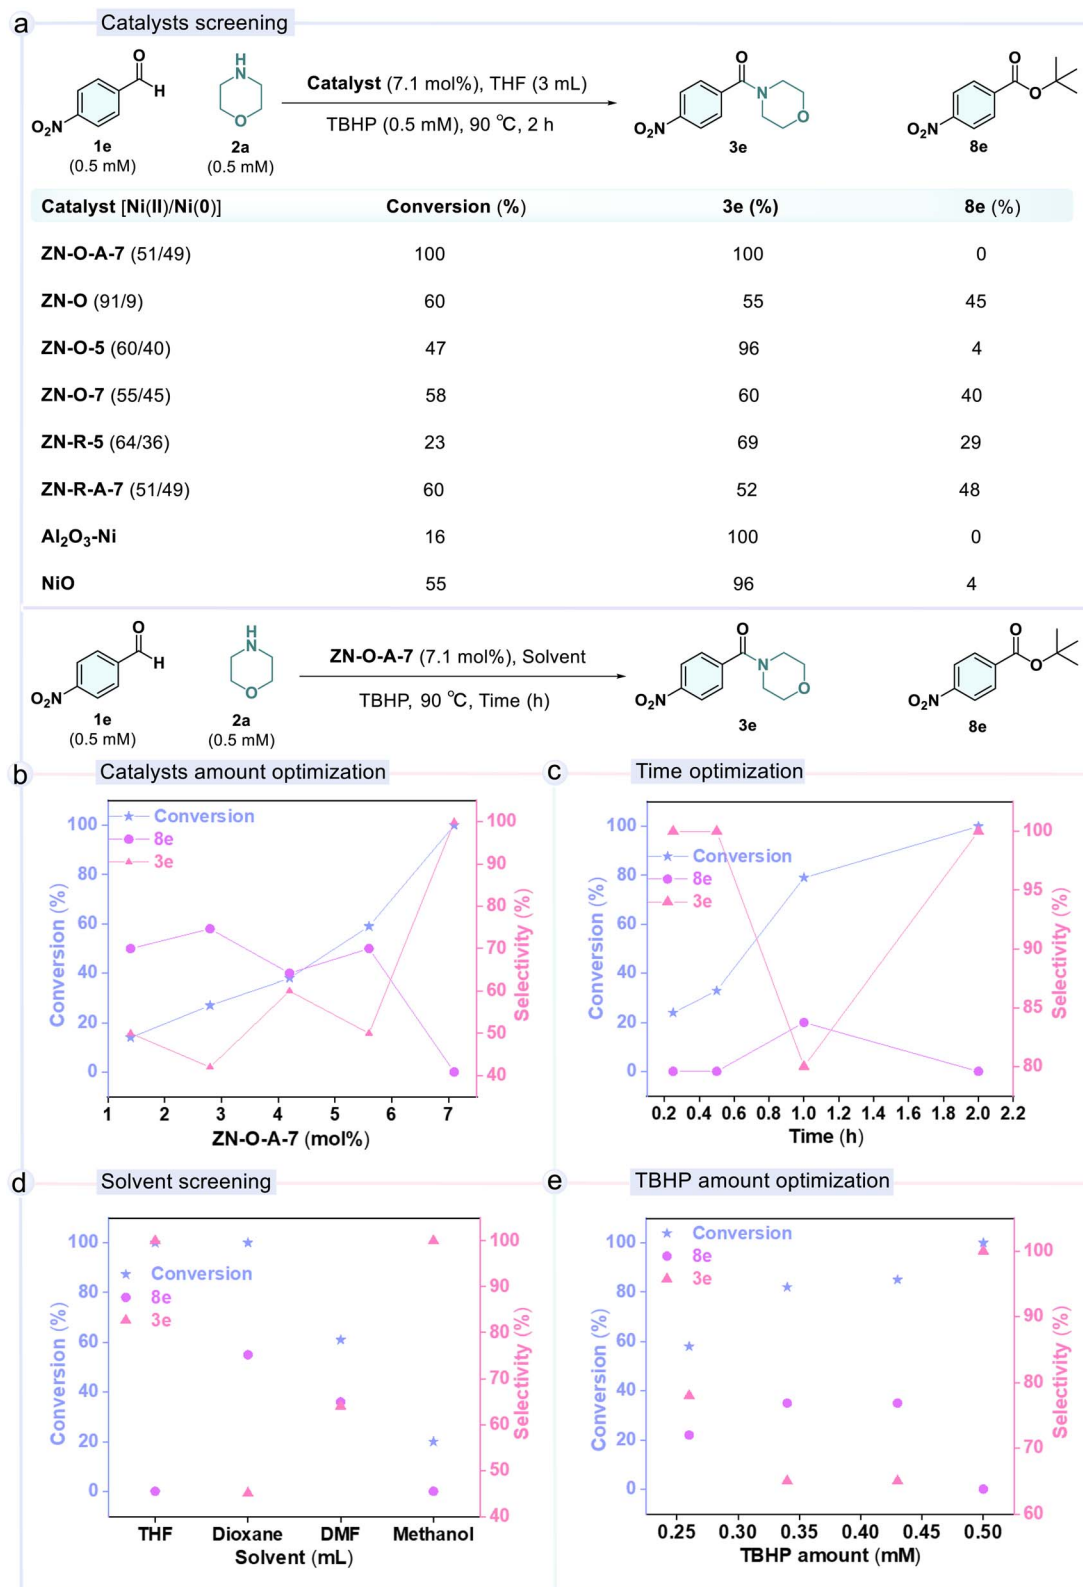 a Catalysts screening
O H
H N O
O N O
O O
O₂N
O₂N
O₂N
Catalyst (7.1 mol%), THF (3 mL)
TBHP (0.5 mM), 90 °C, 2 h
1e 2a 3e 8e
(0.5 mM) (0.5 mM)
Catalyst [Ni(II)/Ni(0)] Conversion (%) 3e (%) 8e (%)
ZN-O-A-7 (51/49) 100 100 0
ZN-O (91/9) 60 55 45
ZN-O-5 (60/40) 47 96 4
ZN-O-7 (55/45) 58 60 40
ZN-R-5 (64/36) 23 69 29
ZN-R-A-7 (51/49) 60 52 48
Al₂O₃-Ni 16 100 0
NiO 55 96 4
O H
H N O
O N O
O O
O₂N
O₂N
O₂N
ZN-O-A-7 (7.1 mol%), Solvent
TBHP, 90 °C, Time (h)
1e 2a 3e 8e
(0.5 mM) (0.5 mM)
b Catalysts amount optimization
Conversion
8e
3e
Conversion (%)
100
80
60
40
20
0
Selectivity (%)
100
90
80
70
60
50
40
1 2 3 4 5 6 7
ZN-O-A-7 (mol%)
c Time optimization
Conversion
8e
3e
Conversion (%)
100
80
60
40
20
0
Selectivity (%)
100
95
90
85
80
0.2 0.4 0.6 0.8 1.0 1.2 1.4 1.6 1.8 2.0 2.2
Time (h)
d Solvent screening
Conversion
8e
3e
Conversion (%)
100
80
60
40
20
0
Selectivity (%)
100
90
80
70
60
50
40
THF Dioxane DMF Methanol
Solvent (mL)
e TBHP amount optimization
Conversion
8e
3e
Conversion (%)
100
80
60
40
20
0
Selectivity (%)
100
90
80
70
60
0.25 0.30 0.35 0.40 0.45 0.50
TBHP amount (mM)